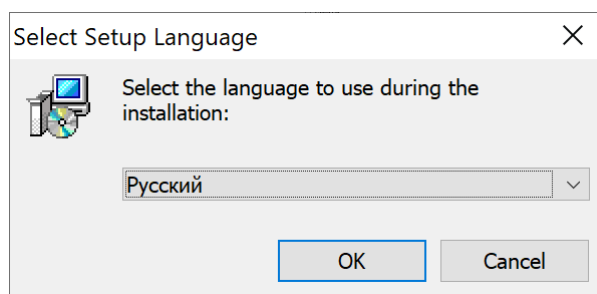 Select Setup Language
Select the language to use during the
installation:
Русский
OK
Cancel